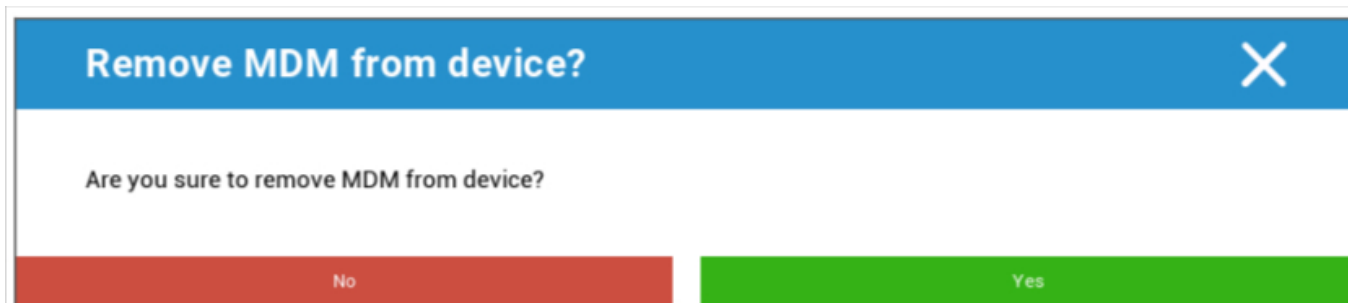 Remove MDM from device?
Are you sure to remove MDM from device?
No
Yes